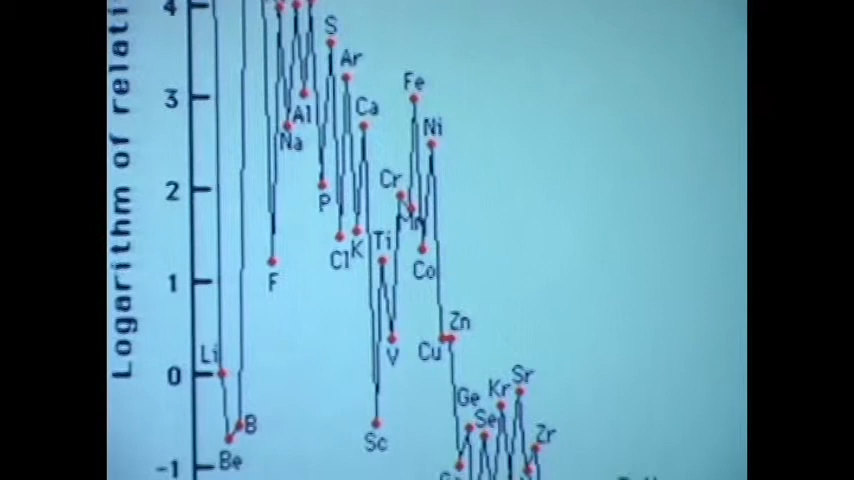 Logarithm of relati
4
3
2
1
0
-1
S
Ar
Al
Na
Ca
Fe
Ni
P
Cr
Mn
Cl
K
Ti
Co
F
Li
V
Cu
Zn
B
Be
Sc
Ge
Se
Kr
Sr
Zr